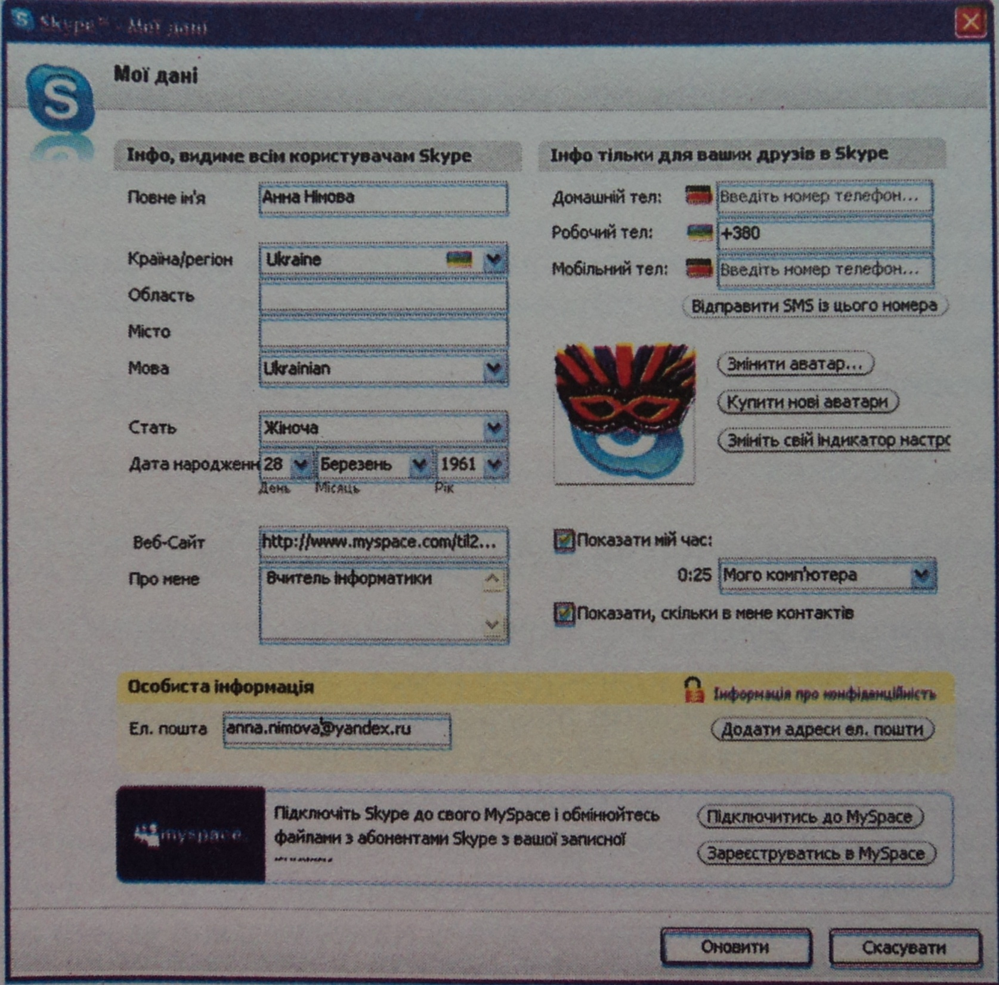 Skype™ - Мої дані
Мої дані
Інфо, видиме всім користувачам Skype
Повне ім'я
Анна Німова
Країна/регіон
Ukraine
Область
Місто
Мова
Ukrainian
Стать
Жіноча
Дата народженн
28
Березень
1961
День
Місяць
Рік
Веб-Сайт
http://www.myspace.com/til2...
Про мене
Вчитель інформатики
Інфо тільки для ваших друзів в Skype
Домашній тел:
Введіть номер телефон...
Робочий тел:
+380
Мобільний тел:
Введіть номер телефон...
Відправити SMS із цього номера
Змінити аватар...
Купити нові аватари
Змініть свій індикатор настро
Показати мій час:
0:25 Мого комп'ютера
Показати, скільки в мене контактів
Особиста інформація
Інформація про конфіданційність
Ел. пошта
anna.nimova@yandex.ru
Додати адреси ел. пошти
myspace.
Підключіть Skype до свого MySpace і обмінюйтесь
файлами з абонентами Skype з вашої записної
Підключитись до MySpace
Зареєструватись в MySpace
Оновити
Скасувати